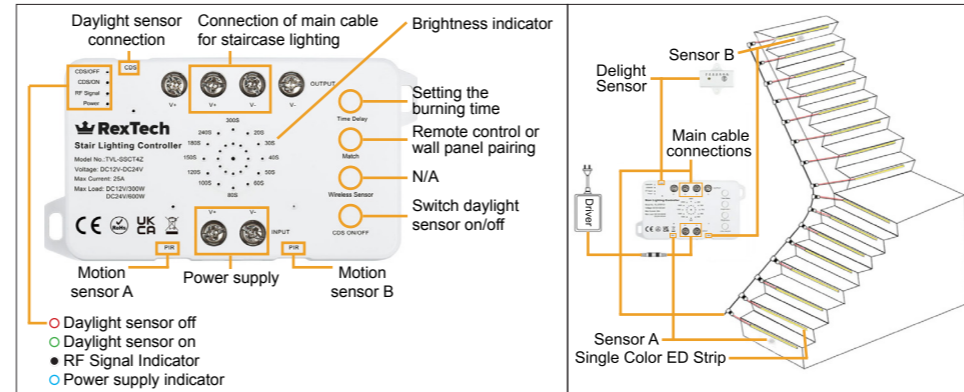 Daylight sensor
connection
Connection of main cable
for staircase lighting
Brightness indicator
CDS/OFF
CDS/ON
RF Signal
Power
CDS
OUTPUT
V+
V+
V-
V-
Setting the
burning time
Time Delay
RexTech
Stair Lighting Controller
Model No.:TVL-SSCT4Z
Voltage: DC12V-DC24V
Max Current: 25A
Max Load: DC12V/300W
DC24V/600W
300S
240S
20S
180S
30S
150S
40S
120S
50S
100S
60S
80S
Remote control or
wall panel pairing
Match
N/A
Wireless Sensor
Switch daylight
sensor on/off
CDS ON/OFF
CE
RoHS
UK
CA
V+
V-
INPUT
PIR
PIR
Motion
sensor A
Power supply
Motion
sensor B
Daylight sensor off
Daylight sensor on
RF Signal Indicator
Power supply indicator
Sensor B
Delight
Sensor
Main cable
connections
Driver
Sensor A
Single Color ED Strip